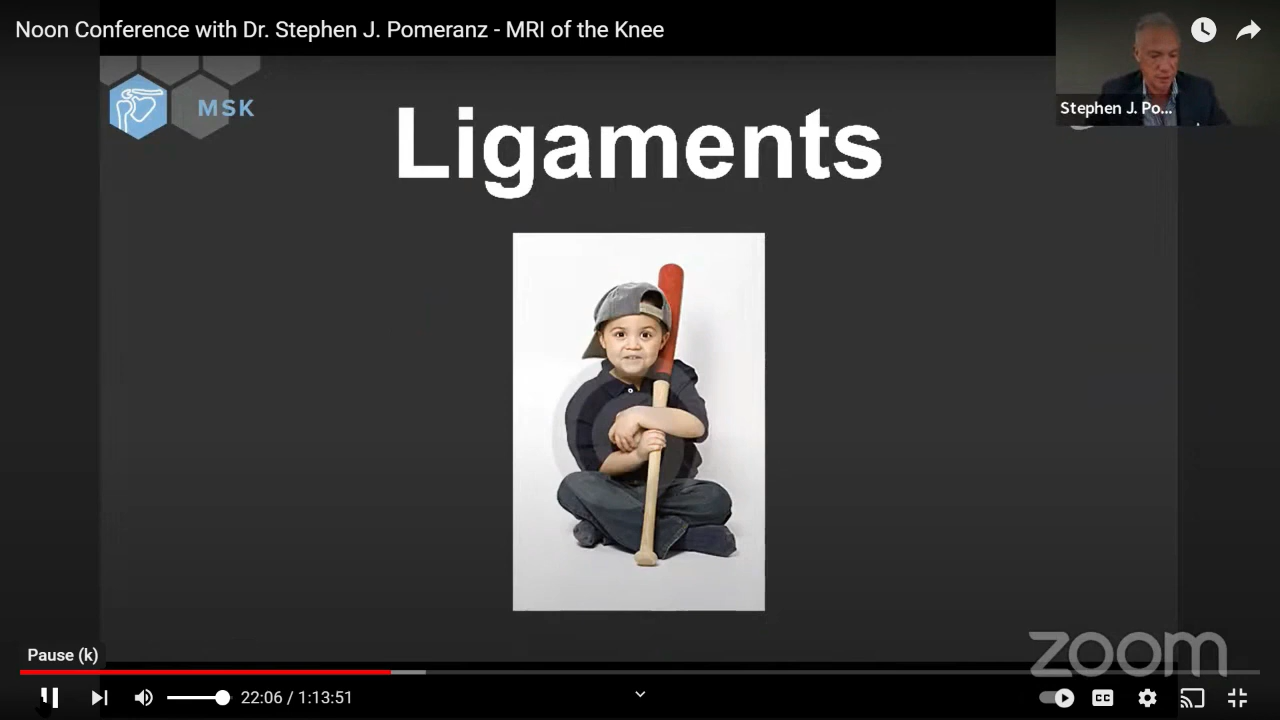 Noon Conference with Dr. Stephen J. Pomeranz - MRI of the Knee
Stephen J. Po...
MSK
Ligaments
zoom
Pause (k)
22:06 / 1:13:51
CC